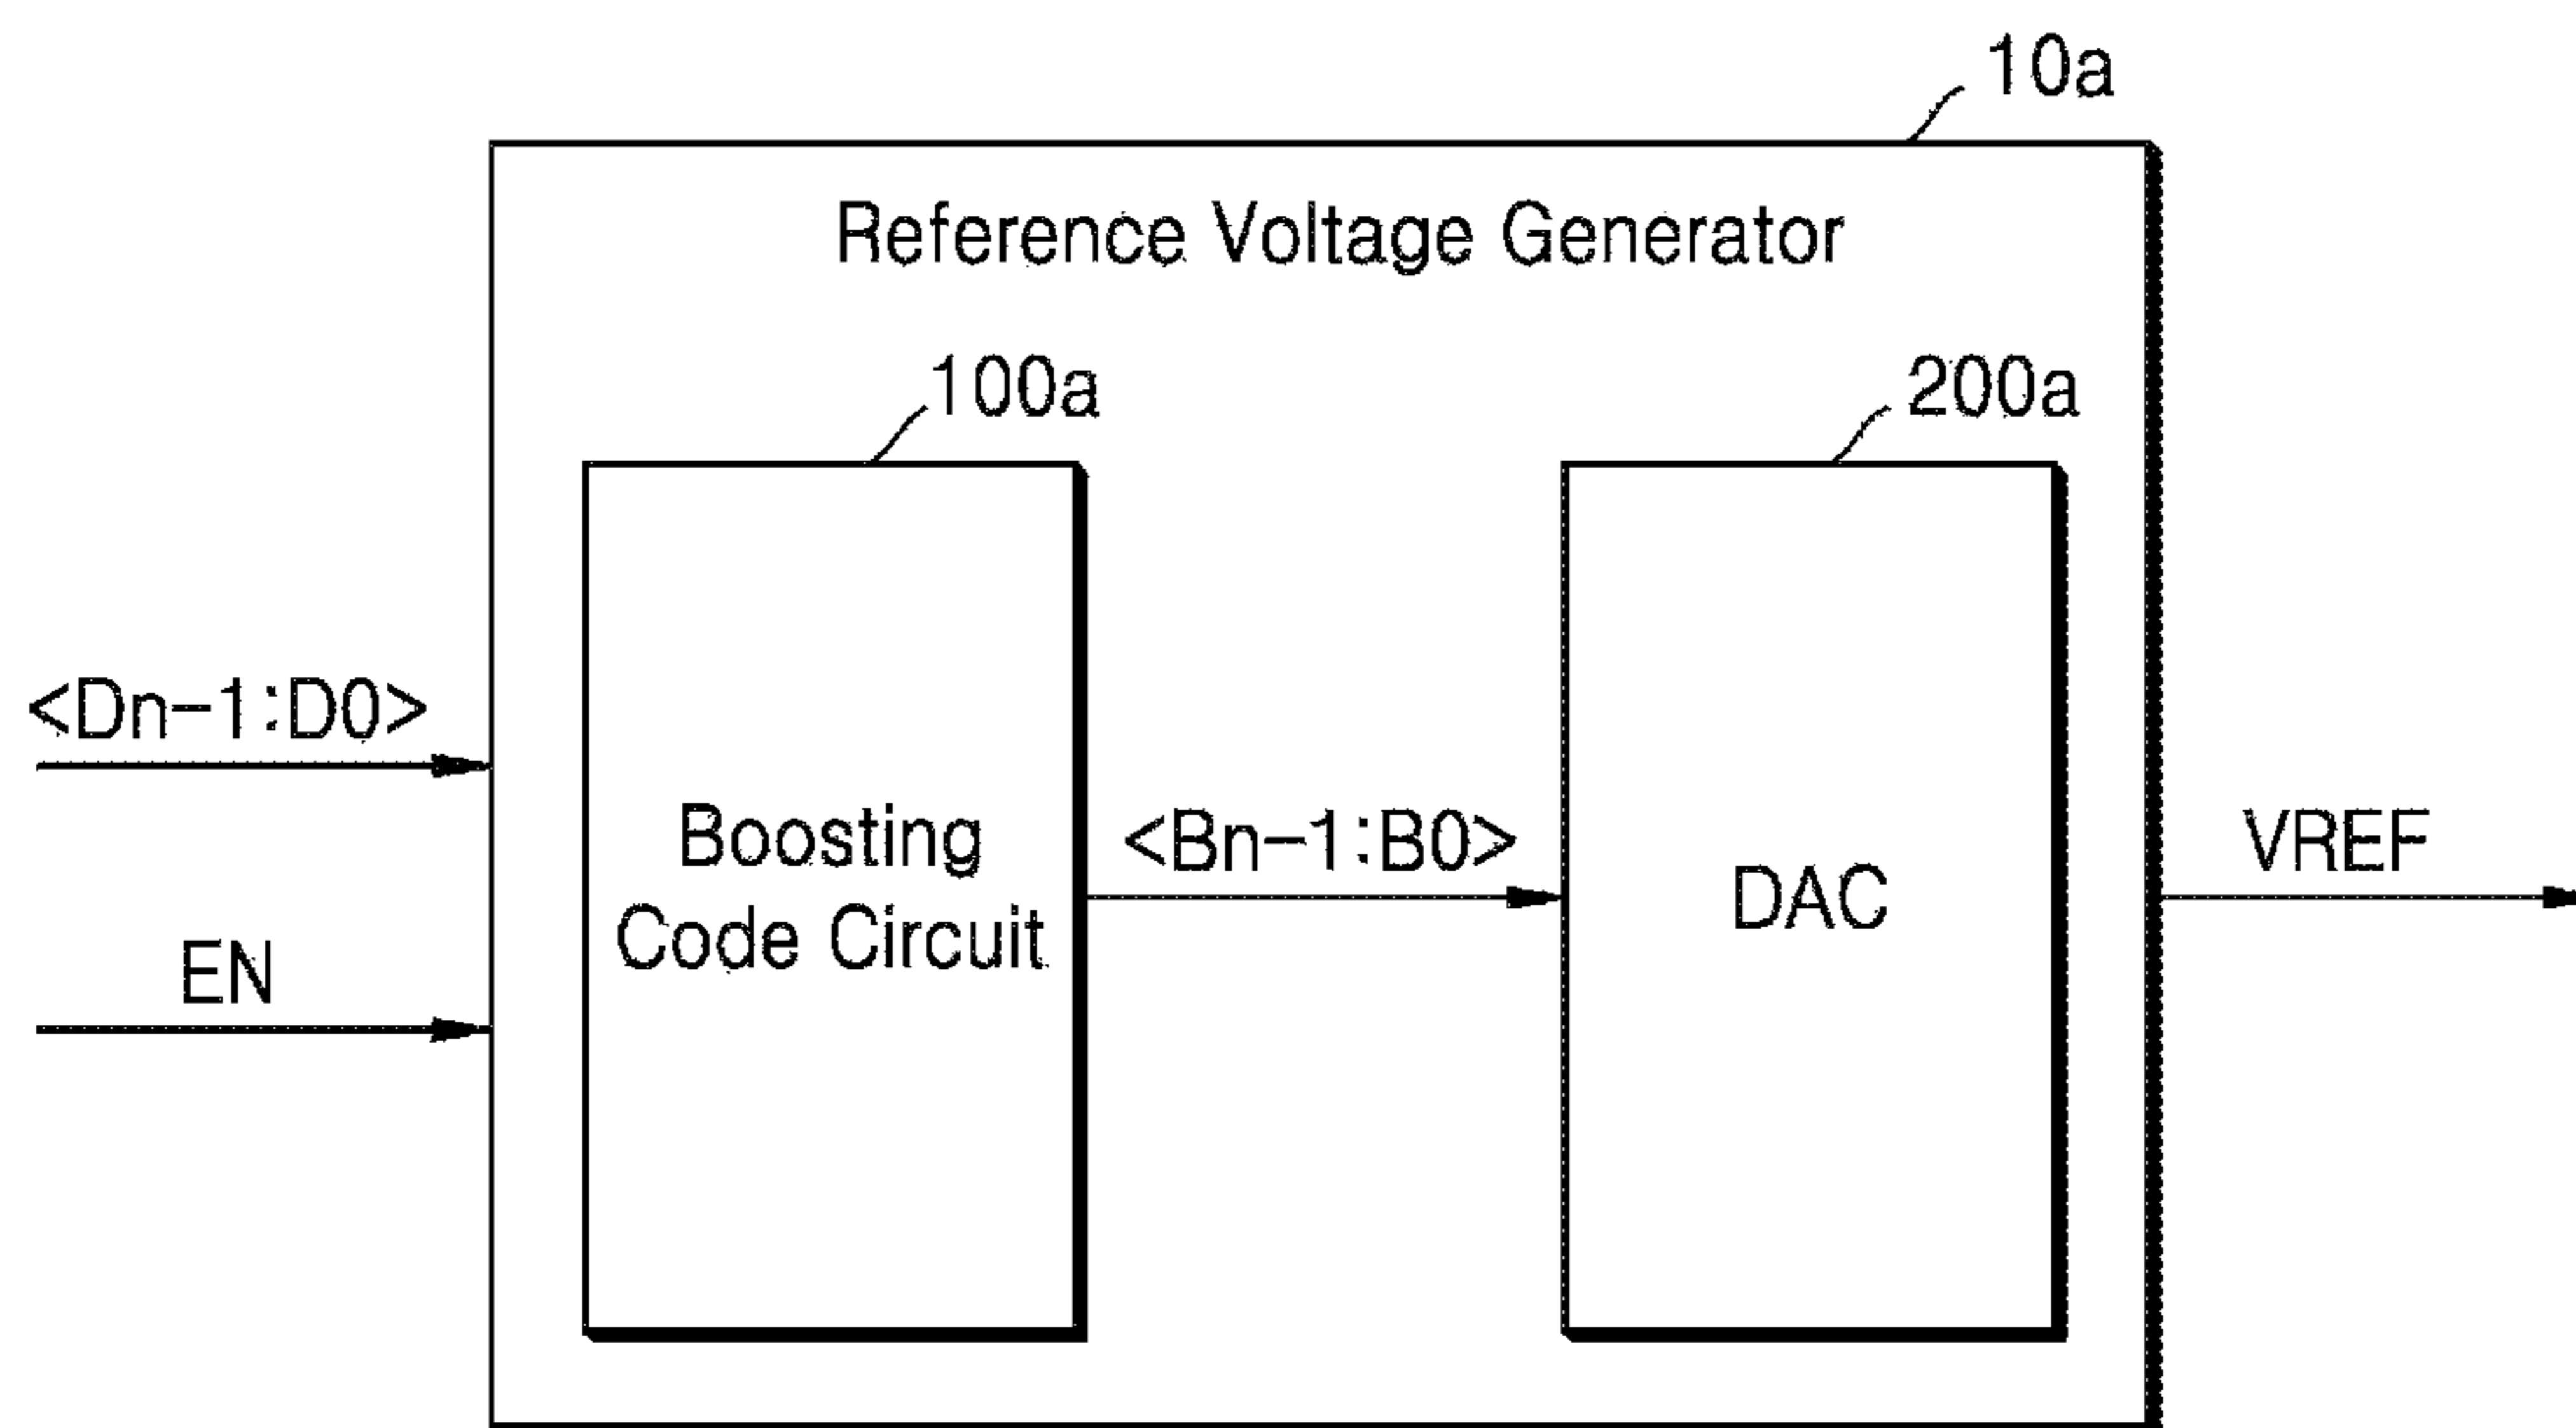 10a
Reference Voltage Generator
100a
200a
<Dn-1:D0>
EN
Boosting
Code Circuit
<Bn-1:B0>
DAC
VREF